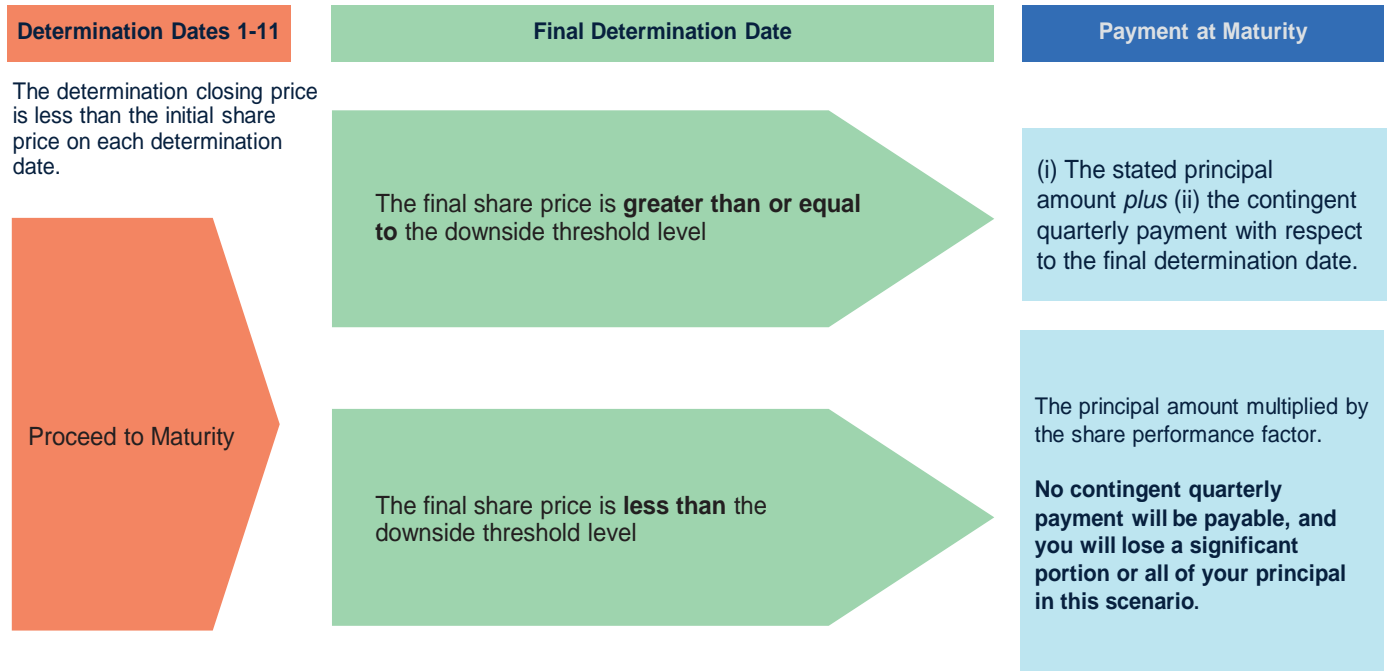 Determination Dates 1-11
The determination closing price
is less than the initial share
price on each determination
date.
Proceed to Maturity
Final Determination Date
The final share price is greater than or equal
to the downside threshold level
The final share price is less than the
downside threshold level
Payment at Maturity
(i) The stated principal
amount plus (ii) the contingent
quarterly payment with respect
to the final determination date.
The principal amount multiplied by
the share performance factor.
No contingent quarterly
payment will be payable, and
you will lose a significant
portion or all of your principal
in this scenario.